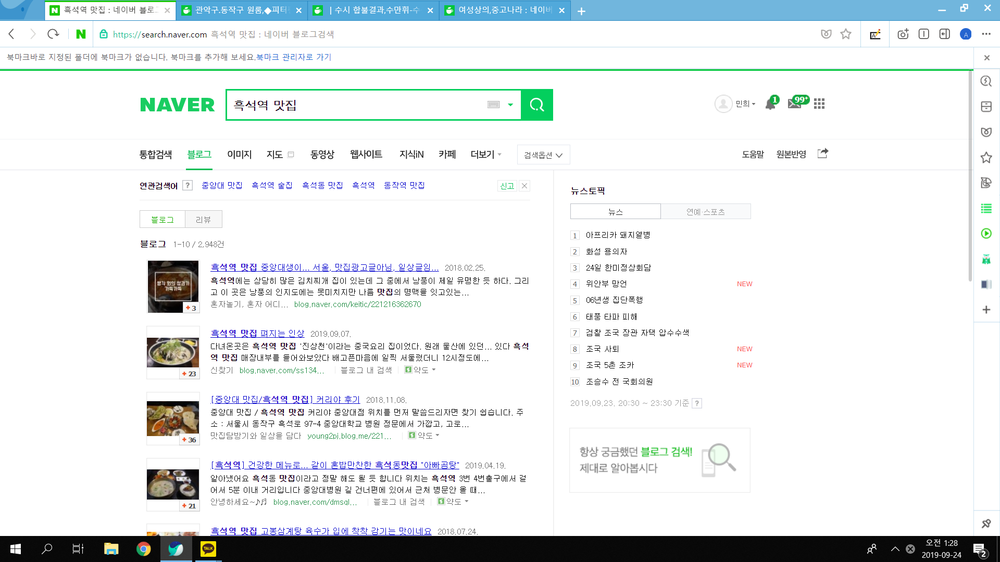 흑석역 맛집 : 네이버 블로그
관악구.동작구 원룸,◆피터
| 수시 합불결과,수만휘-수
여성상의,중고나라 : 네이버
https://search.naver.com 흑석역 맛집 : 네이버 블로그검색
A
북마크바로 지정된 폴더에 북마크가 없습니다. 북마크를 추가해 보세요.북마크 관리자로 가기
NAVER
흑석역 맛집
민희
1
99+
통합검색 블로그 이미지 지도 동영상 웹사이트 지식iN 카페 더보기 검색옵션
도움말 원본반영
연관검색어 ? 중앙대 맛집 흑석역 술집 흑석동 맛집 흑석역 동작역 맛집 신고
블로그 리뷰
블로그 1-10 / 2,948건
생각 외의 성과가
가득가득
+3
흑석역 맛집 중앙대생이... 서울, 맛집광고글아님, 일상글임... 2018.02.25.
흑석역에는 상당히 많은 김치찌개 집이 있는데 그 중에서 낭풍이 제일 유명한 듯 하다. 그리
고 이 곳은 낭풍의 인지도에는 못미치지만 나름 맛집의 명맥을 잇고있는...
혼자놀기, 혼자 어디... blog.naver.com/keitic/221216362670
+23
흑석역 맛집 펴지는 인상 2019.09.07.
다녀온곳은 흑석역 맛집 '진상천'이라는 중국요리 집이었다. 원래 울산에 있던... 있다 흑석
역 맛집 매장내부를 들어와보았다 배고픈마음에 일찍 서둘렀더니 12시정도에...
신찾기 blog.naver.com/ss134... 블로그 내 검색 약도
+36
[중앙대 맛집/흑석역 맛집] 커리야 후기 2018.11.08.
중앙대 맛집 / 흑석역 맛집 커리야 중앙대점 위치를 먼저 말씀드리자면 찾기 쉽습니다. 주
소 : 서울시 동작구 흑석로 97-4 중앙대학교 병원 정문에서 가깝고, 고로...
맛집탐방기와 일상을 담다 young2pj.blog.me/221... 약도
+21
[흑석역] 건강한 메뉴로... 같이 혼밥만찬한 흑석동맛집 "아빠곰탕" 2019.04.19.
알아냈어요 흑석동 맛집이라고 정말 해도 될 듯 합니다 위치는 흑석역 3번 4번출구에서 걸
어서 5분 이내 거리입니다 중앙대병원 길 건너편에 있어서 근처 병문안 올 때...
안녕하세요~♪♬ blog.naver.com/dmsql... 블로그 내 검색 약도
흑석역 맛집 고봉삼계탕 육수가 입에 착착 감기는 맛이네요 2018.07.24.
뉴스토픽
뉴스 연예·스포츠
1 아프리카 돼지열병
2 화성 용의자
3 24일 한미정상회담
4 위안부 망언 NEW
5 06년생 집단폭행
6 태풍 타파 피해
7 검찰 조국 장관 자택 압수수색
8 조국 사퇴 NEW
9 조국 5촌 조카 NEW
10 조승수 전 국회의원
2019.09.23. 20:30 ~ 23:30 기준 ?
항상 궁금했던 블로그 검색!
제대로 알아봅시다
TALK
오전 1:28
2019-09-24
2